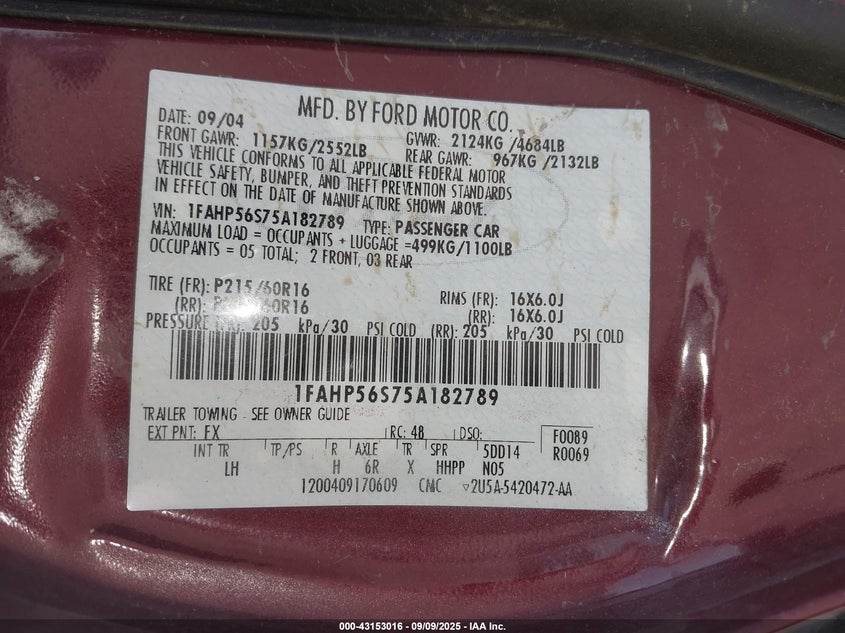 MFD. BY FORD MOTOR CO.
DATE: 09/04 GVWR: 2124KG /4684LB
FRONT GAWR: 1157KG/2552LB REAR GAWR: 967KG /2132LB
THIS VEHICLE CONFORMS TO ALL APPLICABLE FEDERAL MOTOR
VEHICLE SAFETY, BUMPER, AND THEFT PREVENTION STANDARDS
IN EFFECT ON THE DATE OF MANUFACTURE SHOWN ABOVE.
VIN: 1FAHP56S75A182789 TYPE: PASSENGER CAR
MAXIMUM LOAD = OCCUPANTS + LUGGAGE =499KG/1100LB
OCCUPANTS = 05 TOTAL; 2 FRONT, 03 REAR
TIRE (FR): P215/60R16 RIMS (FR): 16X6.0J
(RR): 60R16 (RR): 16X6.0J
PRESSURE 205 kPa/30 PSI COLD (RR): 205 kPa/30 PSI COLD
1FAHP56S75A182789
TRAILER TOWING - SEE OWNER GUIDE
EXT PNT: FX RC: 48 DSO: F0089
INT TR TP/PS R AXLE TR SPR 5DD14 R0069
LH H 6R X HHPP N05
1200409170609 CMC ▽2U5A-5420472-AA
000-43153016 - 09/09/2025 - IAA Inc.